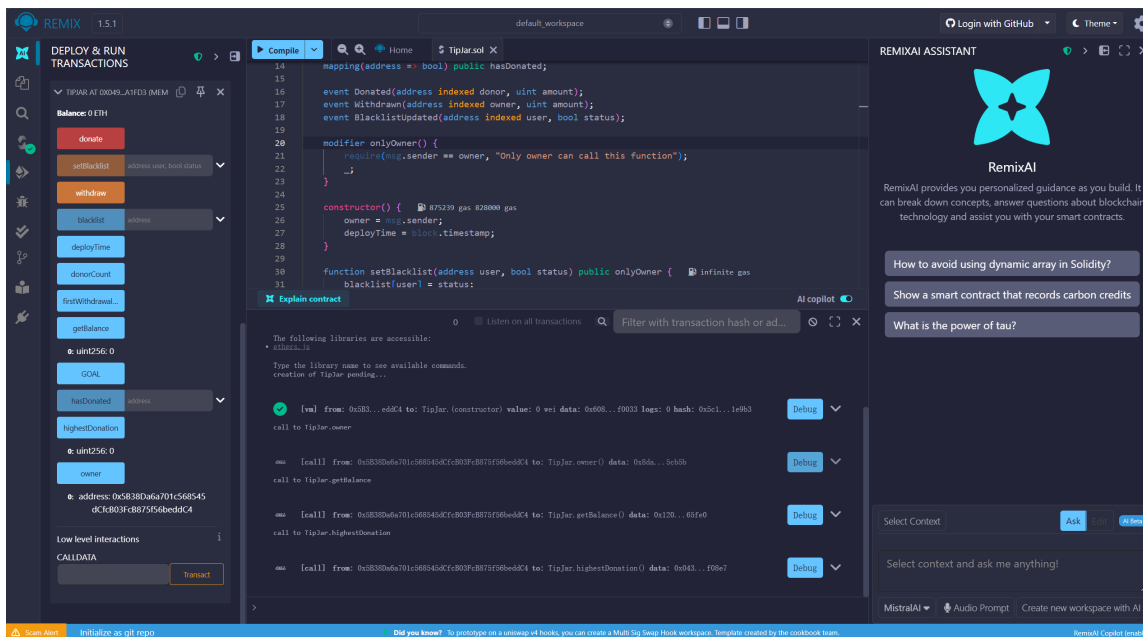 REMIX 1.5.1
default_workspace
Login with GitHub
Theme
DEPLOY & RUN
TRANSACTIONS
TIPJAR AT 0X049...A1FD3 (MEM
Balance: 0 ETH
donate
setBlacklist address user, bool status
withdraw
blacklist address
deployTime
donorCount
firstWithdrawal...
getBalance
0: uint256: 0
GOAL
hasDonated address
highestDonation
0: uint256: 0
owner
0: address: 0x5B38Da6a701c568545
dCfcB03FcB875f56beddC4
Low level interactions
CALLDATA
Transact
Compile
Home
TipJar.sol
14 mapping(address => bool) public hasDonated;
15
16 event Donated(address indexed donor, uint amount);
17 event Withdrawn(address indexed owner, uint amount);
18 event BlacklistUpdated(address indexed user, bool status);
19
20 modifier onlyOwner() {
21 require(msg.sender == owner, "Only owner can call this function");
22 _;
23 }
24
25 constructor() { 875239 gas 828000 gas
26 owner = msg.sender;
27 deployTime = block.timestamp;
28 }
29
30 function setBlacklist(address user, bool status) public onlyOwner { infinite gas
31 blacklist[user] = status;
Explain contract
AI copilot
0 Listen on all transactions Filter with transaction hash or ad...
The following libraries are accessible:
• ethers.js
Type the library name to see available commands.
creation of TipJar pending...
[vm] from: 0x5B3...eddC4 to: TipJar.(constructor) value: 0 wei data: 0x608...f0033 logs: 0 hash: 0x5c1...1e9b3
Debug
call to TipJar.owner
[call] from: 0x5B38Da6a701c568545dCfcB03FcB875f56beddC4 to: TipJar.owner() data: 0x8da...5cb5b
Debug
call to TipJar.getBalance
[call] from: 0x5B38Da6a701c568545dCfcB03FcB875f56beddC4 to: TipJar.getBalance() data: 0x120...65fe0
Debug
call to TipJar.highestDonation
[call] from: 0x5B38Da6a701c568545dCfcB03FcB875f56beddC4 to: TipJar.highestDonation() data: 0x043...f08e7
Debug
>
REMIXAI ASSISTANT
RemixAI
RemixAI provides you personalized guidance as you build. It
can break down concepts, answer questions about blockchain
technology and assist you with your smart contracts.
How to avoid using dynamic array in Solidity?
Show a smart contract that records carbon credits
What is the power of tau?
Select Context
Ask
Edit
AI Beta
Select context and ask me anything!
MistralAI
Audio Prompt
Create new workspace with AI
Scam Alert
Initialize as git repo
Did you know? To prototype on a uniswap v4 hooks, you can create a Multi Sig Swap Hook workspace. Template created by the cookbook team.
RemixAI Copilot (enab